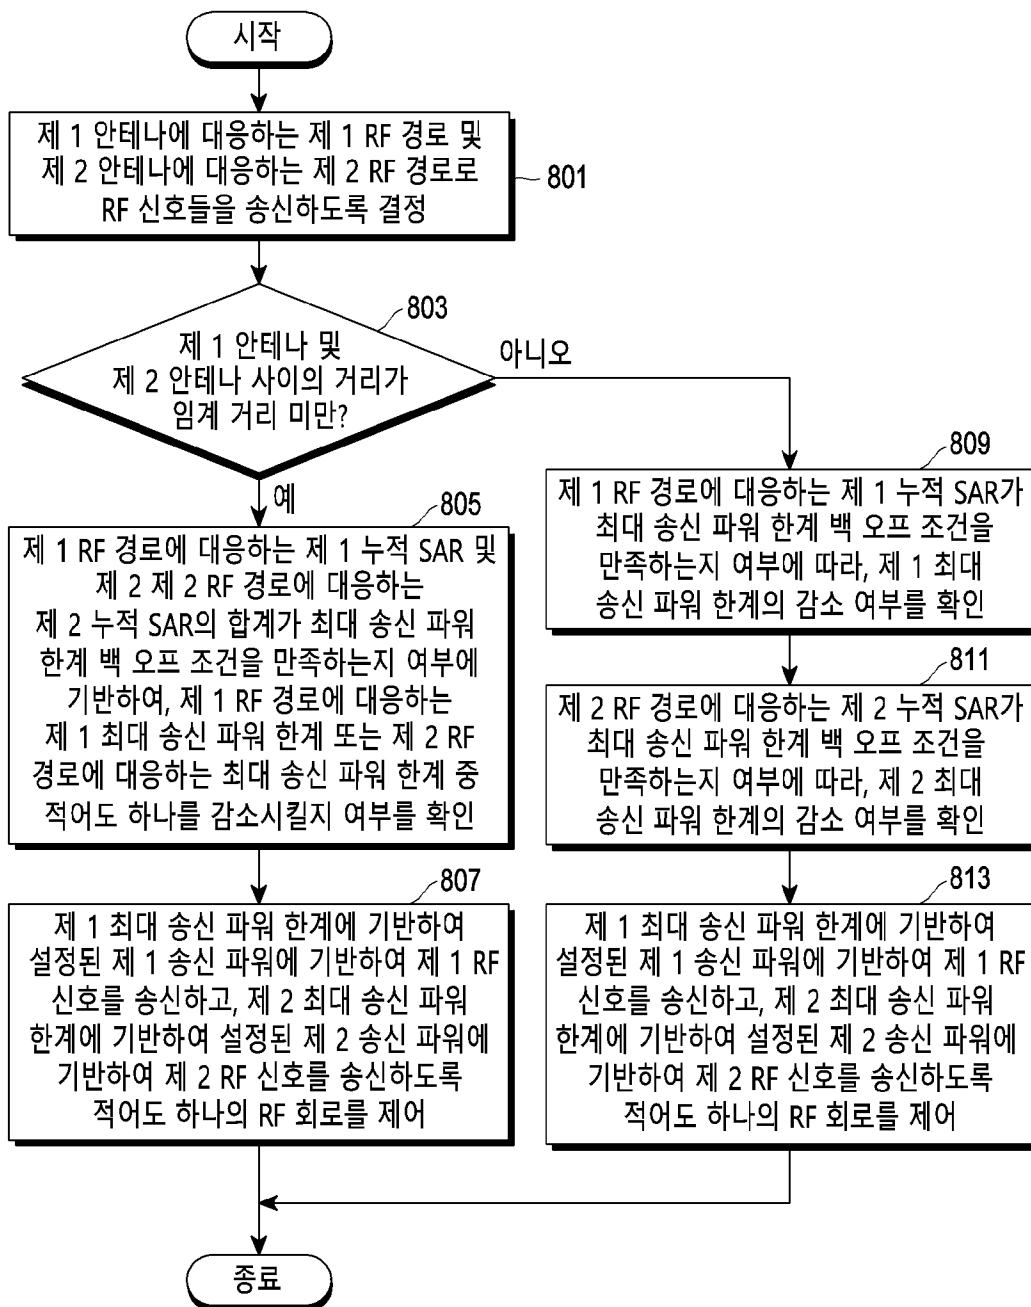 시작
제 1 안테나에 대응하는 제 1 RF 경로 및
제 2 안테나에 대응하는 제 2 RF 경로로
RF 신호들을 송신하도록 결정
801
803
제 1 안테나 및
제 2 안테나 사이의 거리가
임계 거리 미만?
아니오
예
805
제 1 RF 경로에 대응하는 제 1 누적 SAR 및
제 2 제 2 RF 경로에 대응하는
제 2 누적 SAR의 합계가 최대 송신 파워
한계 백 오프 조건을 만족하는지 여부에
기반하여, 제 1 RF 경로에 대응하는
제 1 최대 송신 파워 한계 또는 제 2 RF
경로에 대응하는 최대 송신 파워 한계 중
적어도 하나를 감소시킬지 여부를 확인
807
제 1 최대 송신 파워 한계에 기반하여
설정된 제 1 송신 파워에 기반하여 제 1 RF
신호를 송신하고, 제 2 최대 송신 파워
한계에 기반하여 설정된 제 2 송신 파워에
기반하여 제 2 RF 신호를 송신하도록
적어도 하나의 RF 회로를 제어
809
제 1 RF 경로에 대응하는 제 1 누적 SAR가
최대 송신 파워 한계 백 오프 조건을
만족하는지 여부에 따라, 제 1 최대
송신 파워 한계의 감소 여부를 확인
811
제 2 RF 경로에 대응하는 제 2 누적 SAR가
최대 송신 파워 한계 백 오프 조건을
만족하는지 여부에 따라, 제 2 최대
송신 파워 한계의 감소 여부를 확인
813
제 1 최대 송신 파워 한계에 기반하여
설정된 제 1 송신 파워에 기반하여 제 1 RF
신호를 송신하고, 제 2 최대 송신 파워
한계에 기반하여 설정된 제 2 송신 파워에
기반하여 제 2 RF 신호를 송신하도록
적어도 하나의 RF 회로를 제어
종료